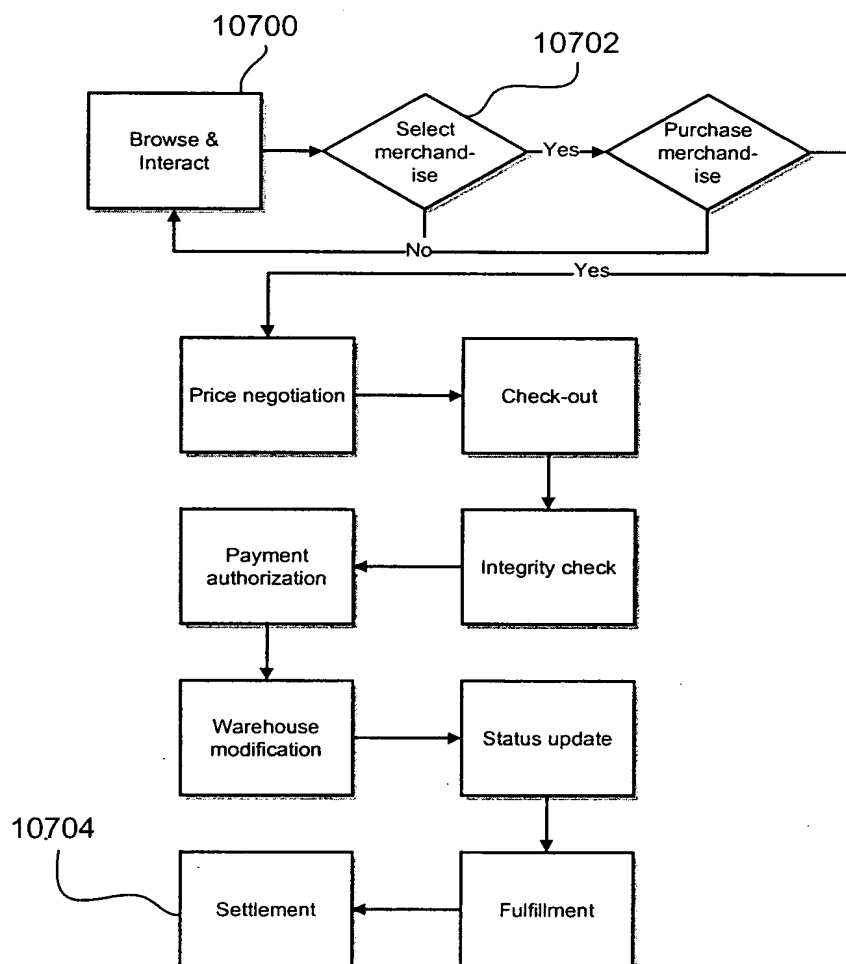 10700
10702
Browse &
Interact
Select
merchand-
ise
Yes
Purchase
merchand-
ise
No
Yes
Price negotiation
Check-out
Payment
authorization
Integrity check
Warehouse
modification
Status update
10704
Settlement
Fulfillment